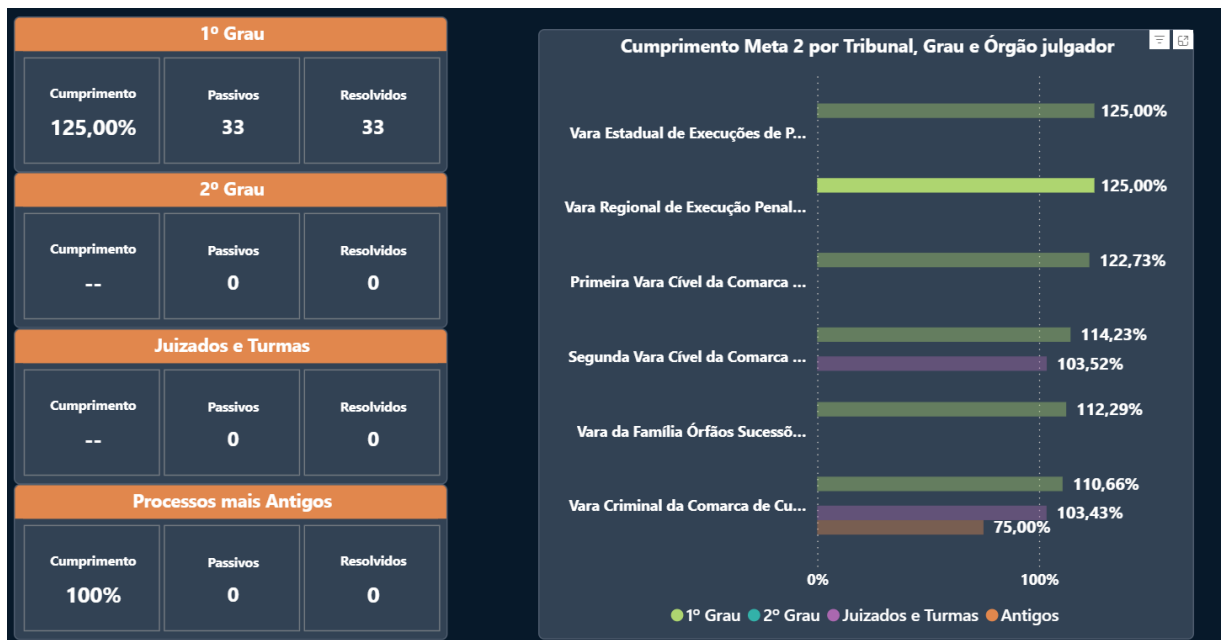 1º Grau
Cumprimento Passivos Resolvidos
125,00% 33 33
2º Grau
Cumprimento Passivos Resolvidos
-- 0 0
Juizados e Turmas
Cumprimento Passivos Resolvidos
-- 0 0
Processos mais Antigos
Cumprimento Passivos Resolvidos
100% 0 0
Cumprimento Meta 2 por Tribunal, Grau e Órgão julgador
Vara Estadual de Execuções de P...
125,00%
Vara Regional de Execução Penal...
125,00%
Primeira Vara Cível da Comarca ...
122,73%
Segunda Vara Cível da Comarca ...
114,23%
103,52%
Vara da Família Órfãos Sucessõ...
112,29%
Vara Criminal da Comarca de Cu...
110,66%
103,43%
75,00%
0% 100%
1º Grau 2º Grau Juizados e Turmas Antigos